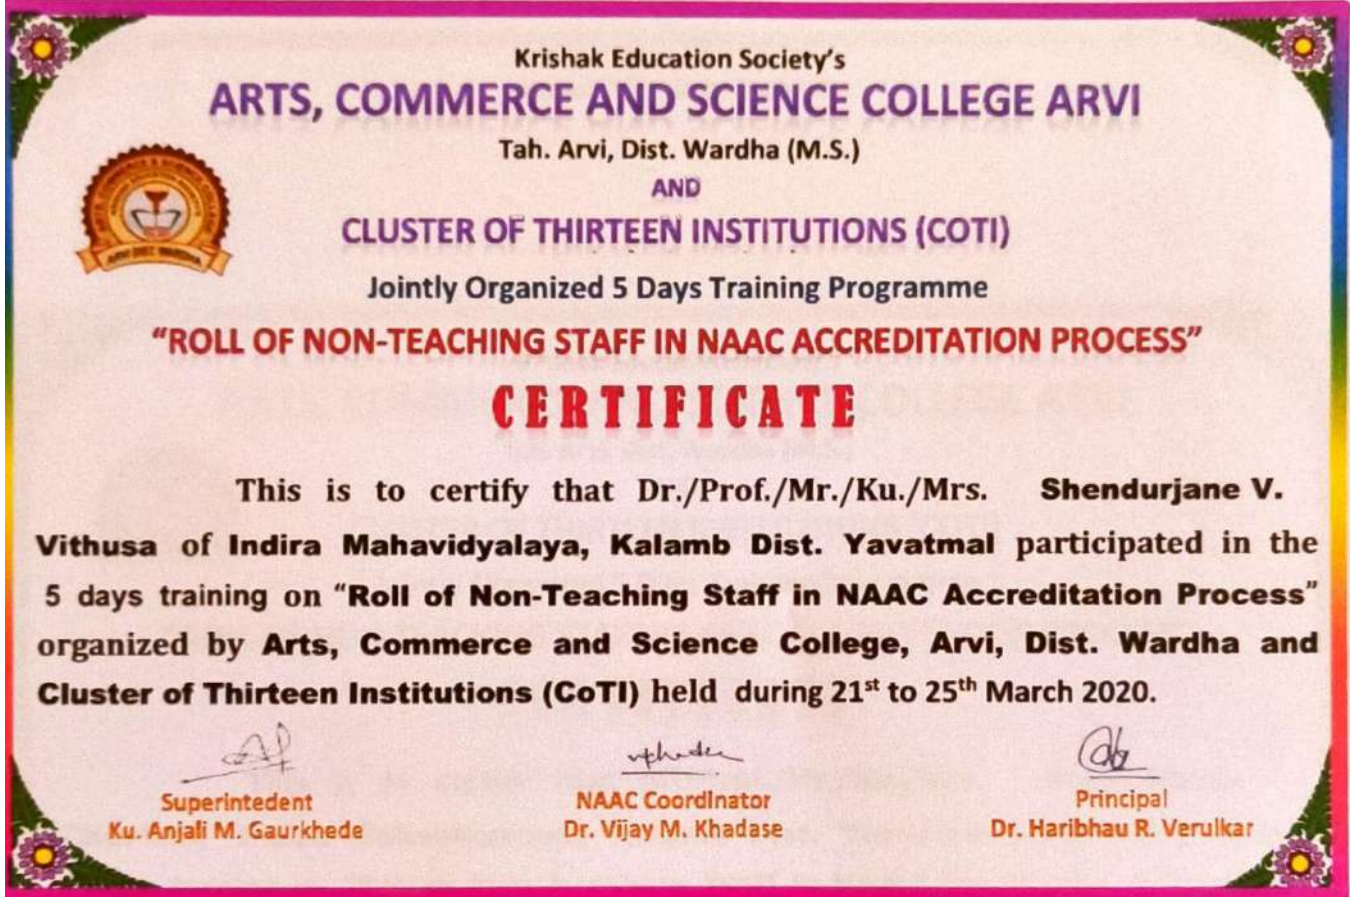 Krishak Education Society's
ARTS, COMMERCE AND SCIENCE COLLEGE ARVI
Tah. Arvi, Dist. Wardha (M.S.)
AND
CLUSTER OF THIRTEEN INSTITUTIONS (COTI)
Jointly Organized 5 Days Training Programme
"ROLL OF NON-TEACHING STAFF IN NAAC ACCREDITATION PROCESS"
CERTIFICATE
This is to certify that Dr./Prof./Mr./Ku./Mrs. Shendurjane V.
Vithusa of Indira Mahavidyalaya, Kalamb Dist. Yavatmal participated in the
5 days training on "Roll of Non-Teaching Staff in NAAC Accreditation Process"
organized by Arts, Commerce and Science College, Arvi, Dist. Wardha and
Cluster of Thirteen Institutions (CoTI) held during 21st to 25th March 2020.
Superintedent
Ku. Anjali M. Gaurkhede
NAAC Coordinator
Dr. Vijay M. Khadase
Principal
Dr. Haribhau R. Verulkar